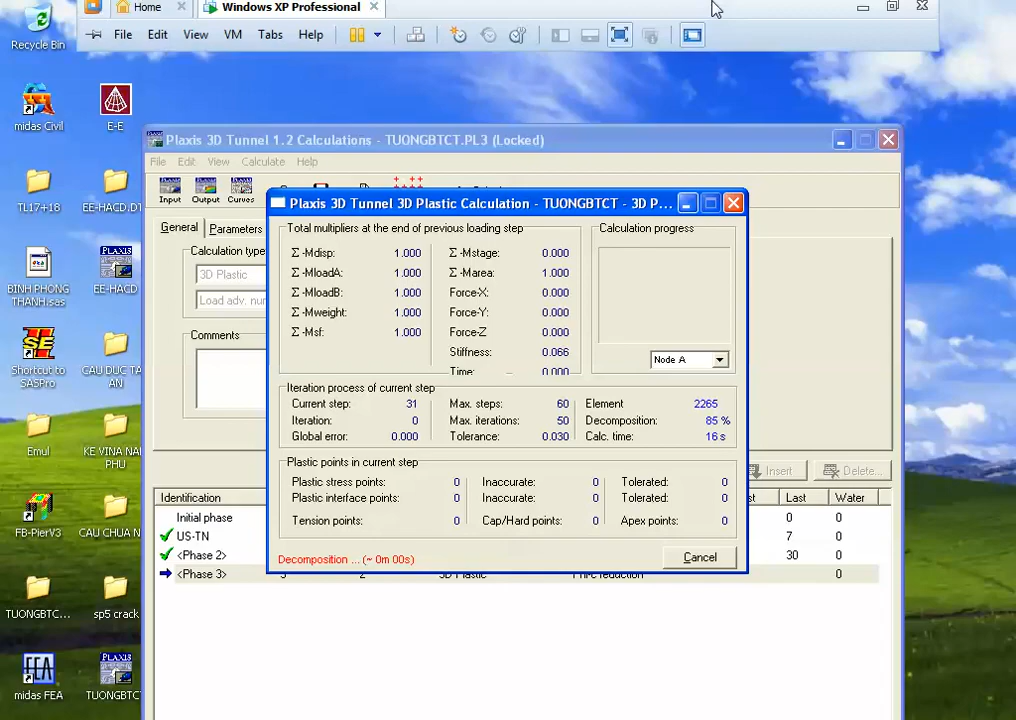 Home
Windows XP Professional
File Edit View VM Tabs Help
Recycle Bin
midas Civil
E-E
TL17+18
EE-HACD:D1
BINH PHONG THANH.sas
EE-HACD
Shortcut to SASPro
CAU DUC TA AN
Emul
KE VINA NAI PHU
FB-PierV3
CAU CHUA N
TUONGBTC...
sp5 crack
midas FEA
TUONGBTCT
Plaxis 3D Tunnel 1.2 Calculations - TUONGBTCT.PL3 (Locked)
File Edit View Calculate Help
Input Output Curves
General Parameters
Calculation type
3D Plastic
Load adv. nu
Comments
Insert Delete...
Plaxis 3D Tunnel 3D Plastic Calculation - TUONGBTCT - 3D P...
Total multipliers at the end of previous loading step
Σ -Mdisp: 1.000 Σ -Mstage: 0.000
Σ -MloadA: 1.000 Σ -Marea: 1.000
Σ -MloadB: 1.000 Force-X: 0.000
Σ -Mweight: 1.000 Force-Y: 0.000
Σ -Msf: 1.000 Force-Z 0.000
Stiffness: 0.066
Time: 0.000
Calculation progress
Node A
Iteration process of current step
Current step: 31 Max. steps: 60 Element 2265
Iteration: 0 Max. iterations: 50 Decomposition: 85 %
Global error: 0.000 Tolerance: 0.030 Calc. time: 16 s
Plastic points in current step
Plastic stress points: 0 Inaccurate: 0 Tolerated: 0
Plastic interface points: 0 Inaccurate: 0 Tolerated: 0
Tension points: 0 Cap/Hard points: 0 Apex points: 0
Decomposition ... (~ 0m 00s)
Cancel
Identification Last Water
Initial phase 0 0
US-TN 7 0
<Phase 2> 30 0
<Phase 3> 3 2 3D Plastic reduction 0